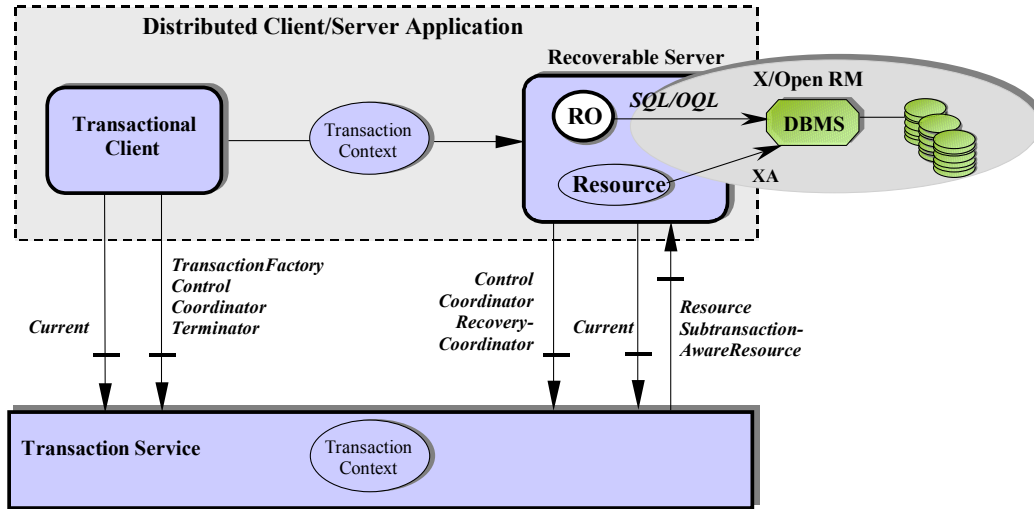 Distributed Client/Server Application
Recoverable Server
X/Open RM
Transactional
Client
Transaction
Context
RO
SQL/OQL
DBMS
Resource
XA
TransactionFactory
Control
Coordinator
Terminator
Current
Control
Coordinator
Recovery-
Coordinator
Current
Resource
Subtransaction-
AwareResource
Transaction Service
Transaction
Context